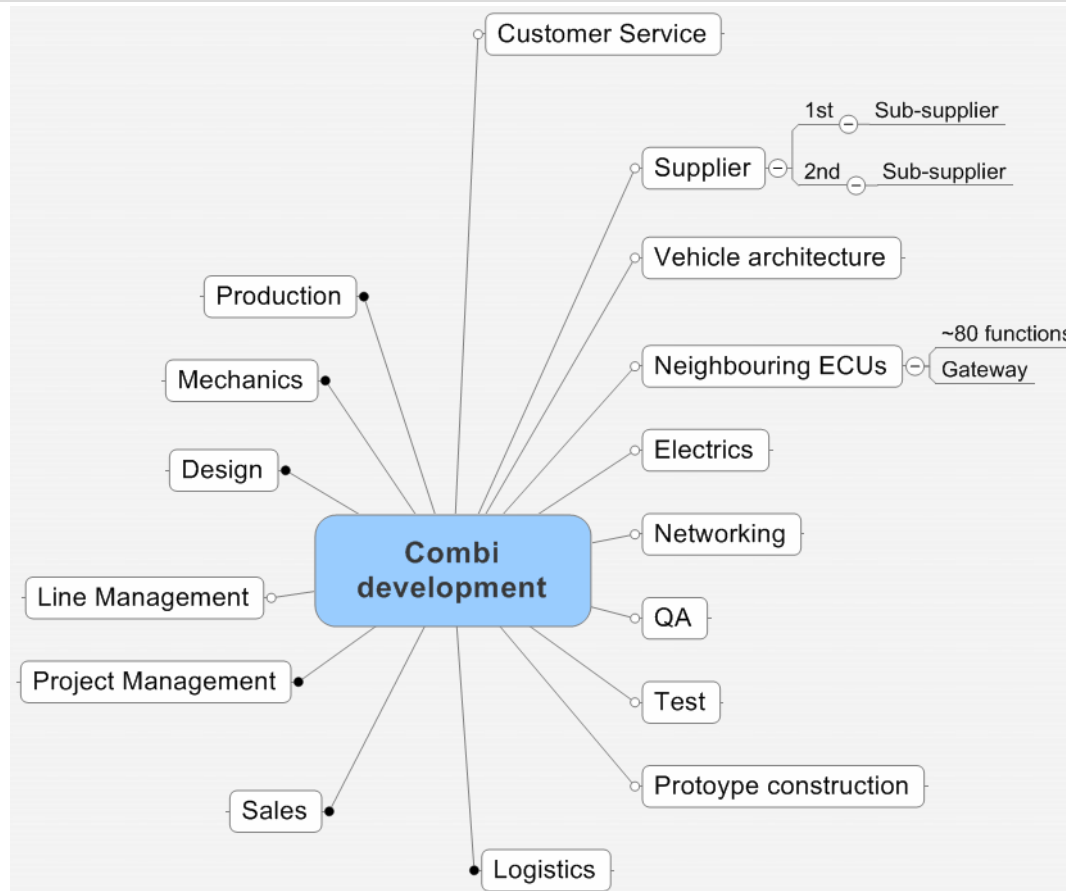 Customer Service
1st
Sub-supplier
Supplier
2nd
Sub-supplier
Vehicle architecture
Production
~80 functions
Neighbouring ECUs
Gateway
Mechanics
Electrics
Design
Networking
Combi
development
Line Management
QA
Project Management
Test
Protoype construction
Sales
Logistics